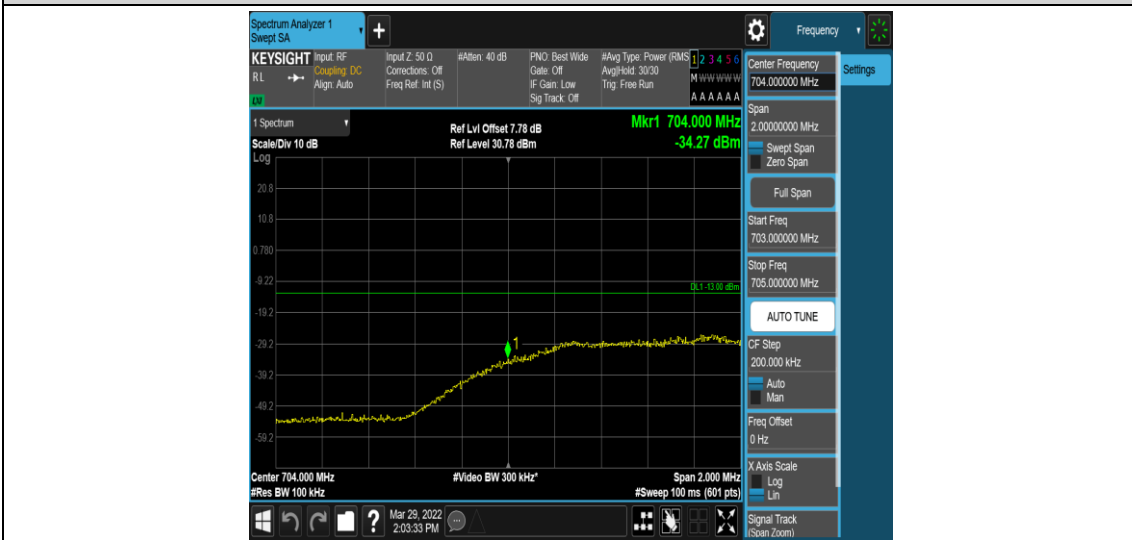 Spectrum Analyzer 1
Swept SA
+
Frequency
KEYSIGHT
RL
LXI
Input: RF
Coupling: DC
Align: Auto
Input Z: 50 Ω
Corrections: Off
Freq Ref: Int (S)
#Atten: 40 dB
PNO: Best Wide
Gate: Off
IF Gain: Low
Sig Track: Off
#Avg Type: Power (RMS
Avg|Hold: 30/30
Trig: Free Run
1 2 3 4 5 6
M W W W W W
A A A A A A
1 Spectrum
Scale/Div 10 dB
Log
Ref Lvl Offset 7.78 dB
Ref Level 30.78 dBm
Mkr1 704.000 MHz
-34.27 dBm
20.8
10.8
0.780
-9.22
DL1 -13.00 dBm
-19.2
-29.2
1
-39.2
-49.2
-59.2
Center 704.000 MHz
#Res BW 100 kHz
#Video BW 300 kHz*
Span 2.000 MHz
#Sweep 100 ms (601 pts)
?
Mar 29, 2022
2:03:33 PM
Center Frequency
704.000000 MHz
Settings
Span
2.00000000 MHz
Swept Span
Zero Span
Full Span
Start Freq
703.000000 MHz
Stop Freq
705.000000 MHz
AUTO TUNE
CF Step
200.000 kHz
Auto
Man
Freq Offset
0 Hz
X Axis Scale
Log
Lin
Signal Track
(Span Zoom)